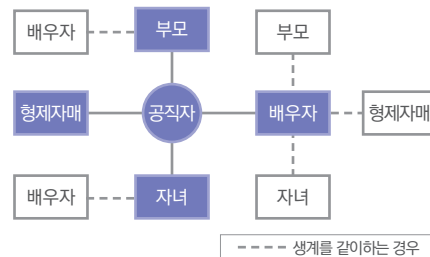 배우자 부모 부모
형제자매 공직자 배우자 형제자매
배우자 자녀 자녀
생계를 같이하는 경우